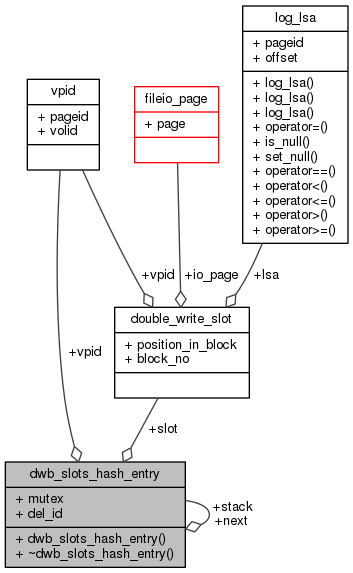 log_lsa
+ pageid
+ offset
+ log_lsa()
+ log_lsa()
+ log_lsa()
+ operator=()
+ is_null()
+ set_null()
+ operator==()
+ operator<()
+ operator<=()
+ operator>()
+ operator>=()
vpid
+ pageid
+ volid
fileio_page
+ page
+vpid
+io_page
+lsa
double_write_slot
+ position_in_block
+ block_no
+vpid
+slot
dwb_slots_hash_entry
+ mutex
+ del_id
+ dwb_slots_hash_entry()
+ ~dwb_slots_hash_entry()
+stack
+next